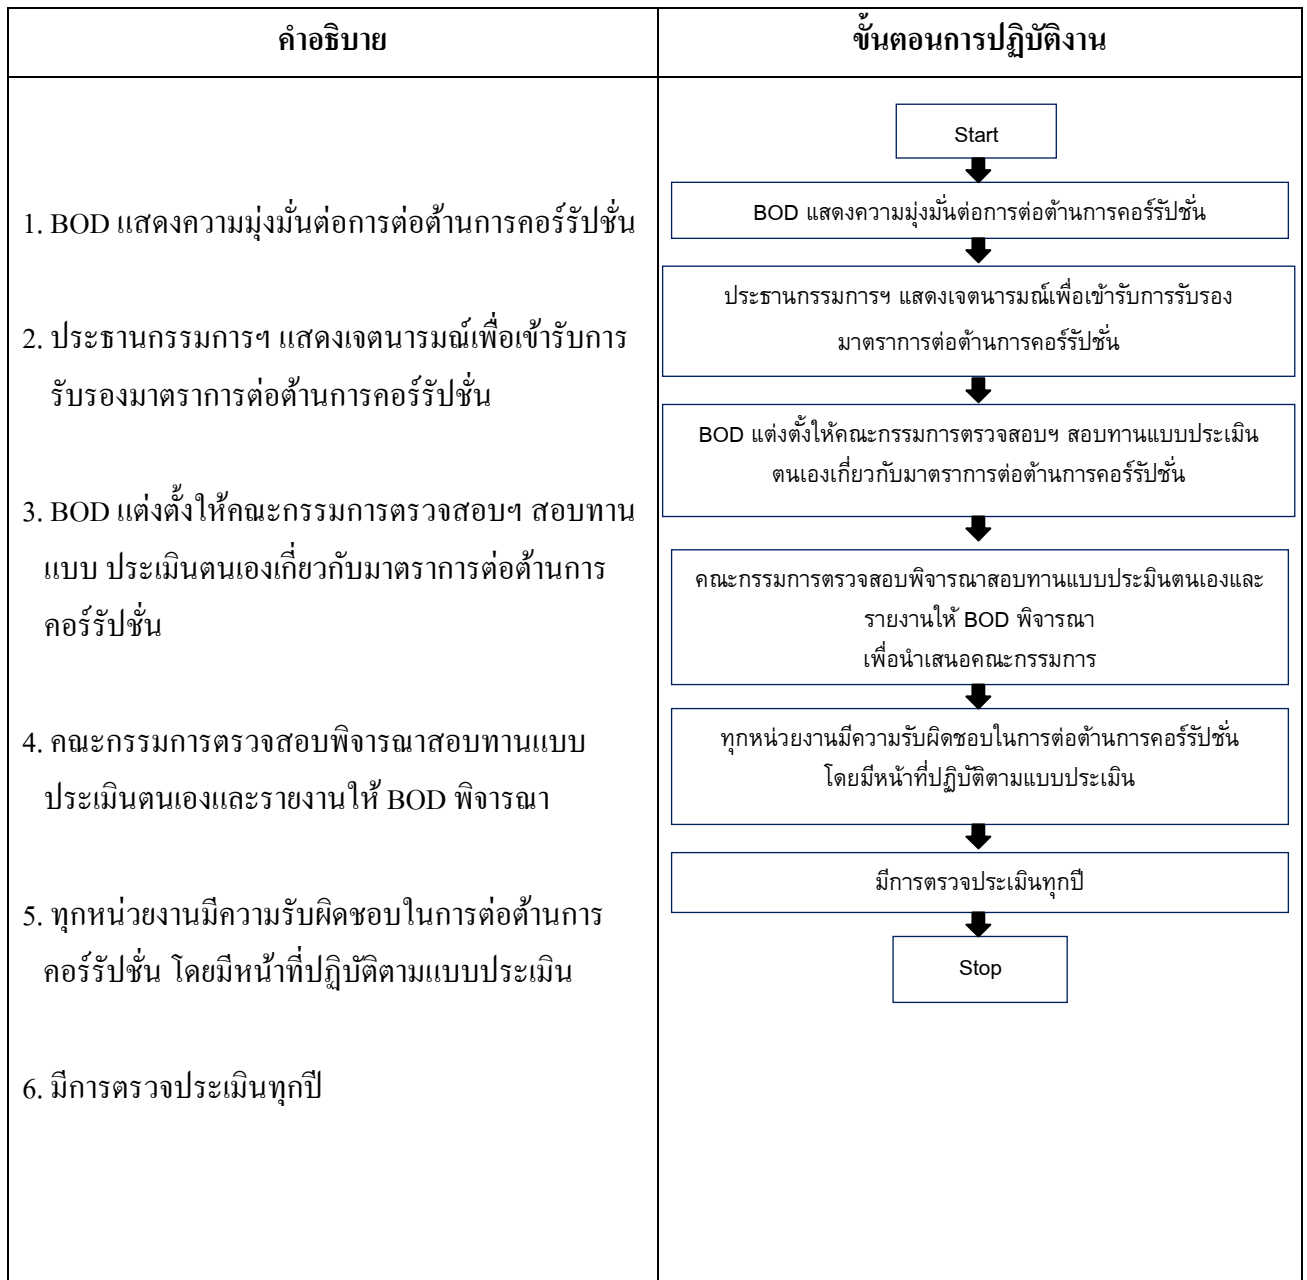 คำอธิบาย
ขั้นตอนการปฏิบัติงาน
1. BOD แสดงความมุ่งมั่นต่อการต่อต้านการคอร์รัปชั่น
2. ประธานกรรมการฯ แสดงเจตนารมณ์เพื่อเข้ารับการ
รับรองมาตราการต่อต้านการคอร์รัปชั่น
3. BOD แต่งตั้งให้คณะกรรมการตรวจสอบฯ สอบทาน
แบบ ประเมินตนเองเกี่ยวกับมาตราการต่อต้านการ
คอร์รัปชั่น
4. คณะกรรมการตรวจสอบพิจารณาสอบทานแบบ
ประเมินตนเองและรายงานให้ BOD พิจารณา
5. ทุกหน่วยงานมีความรับผิดชอบในการต่อต้านการ
คอร์รัปชั่น โดยมีหน้าที่ปฏิบัติตามแบบประเมิน
6. มีการตรวจประเมินทุกปี
Start
BOD แสดงความมุ่งมั่นต่อการต่อต้านการคอร์รัปชั่น
ประธานกรรมการฯ แสดงเจตนารมณ์เพื่อเข้ารับการรับรอง
มาตราการต่อต้านการคอร์รัปชั่น
BOD แต่งตั้งให้คณะกรรมการตรวจสอบฯ สอบทานแบบประเมิน
ตนเองเกี่ยวกับมาตราการต่อต้านการคอร์รัปชั่น
คณะกรรมการตรวจสอบพิจารณาสอบทานแบบประมินตนเองและ
รายงานให้ BOD พิจารณา
เพื่อนำเสนอคณะกรรมการ
ทุกหน่วยงานมีความรับผิดชอบในการต่อต้านการคอร์รัปชั่น
โดยมีหน้าที่ปฏิบัติตามแบบประเมิน
มีการตรวจประเมินทุกปี
Stop